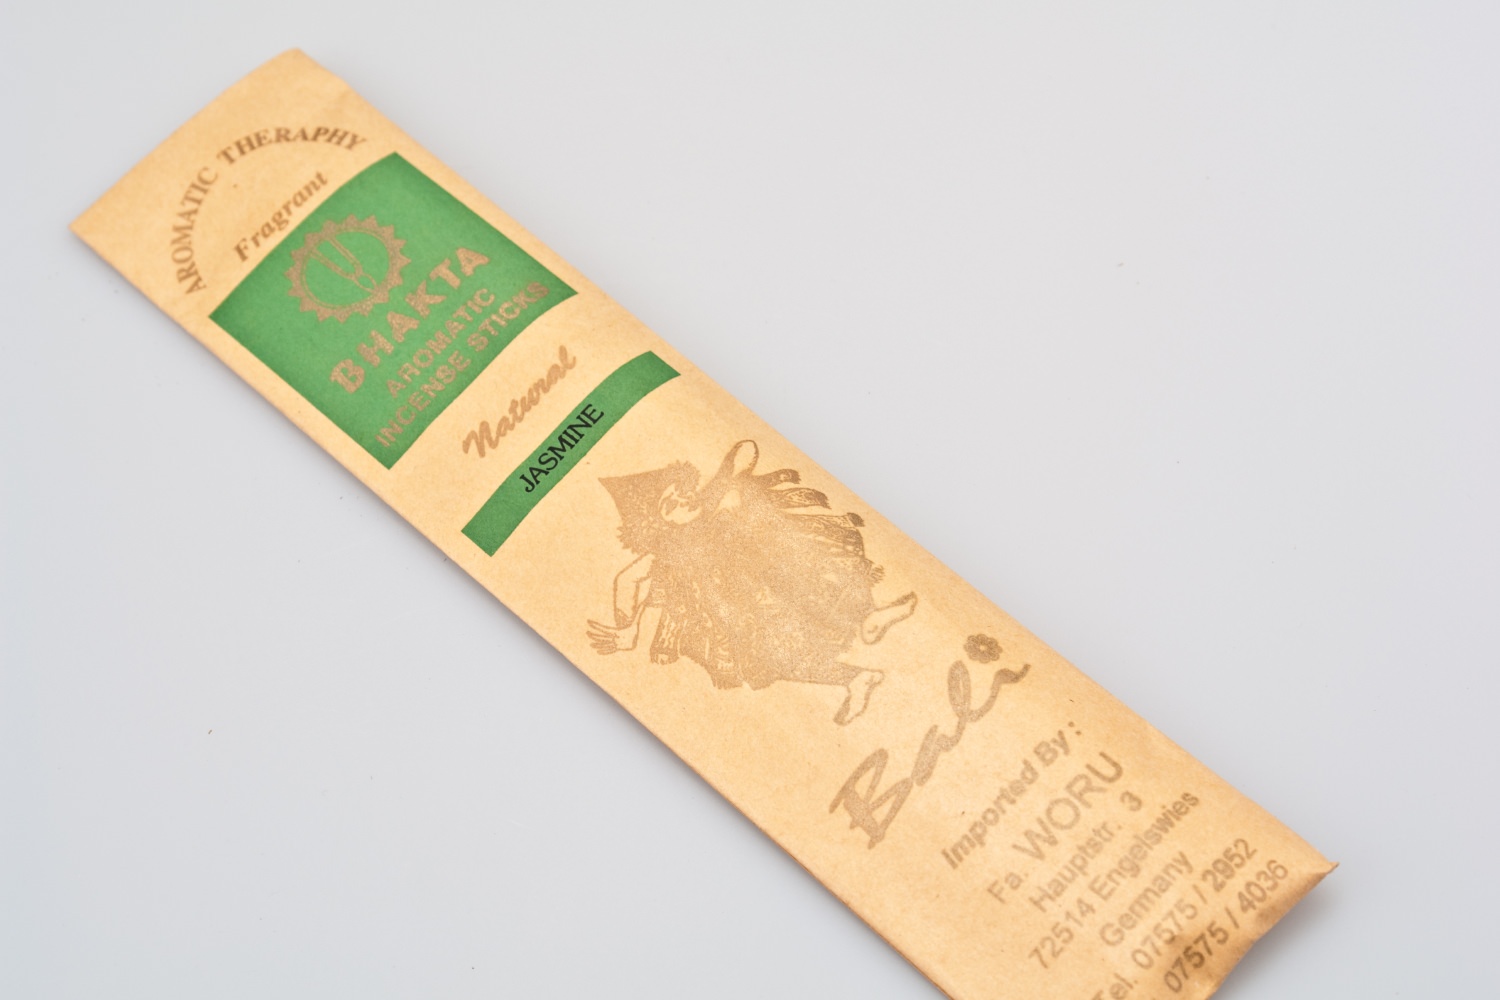 AROMATIC THERAPHY
Fragrant
BHAKTA
AROMATIC
INCENSE STICKS
Natural
JASMINE
Bali
Imported By :
Fa. WORU
Hauptstr. 3
72514 Engelswies
Germany
Tel. 07575 / 2952
07575 / 4036